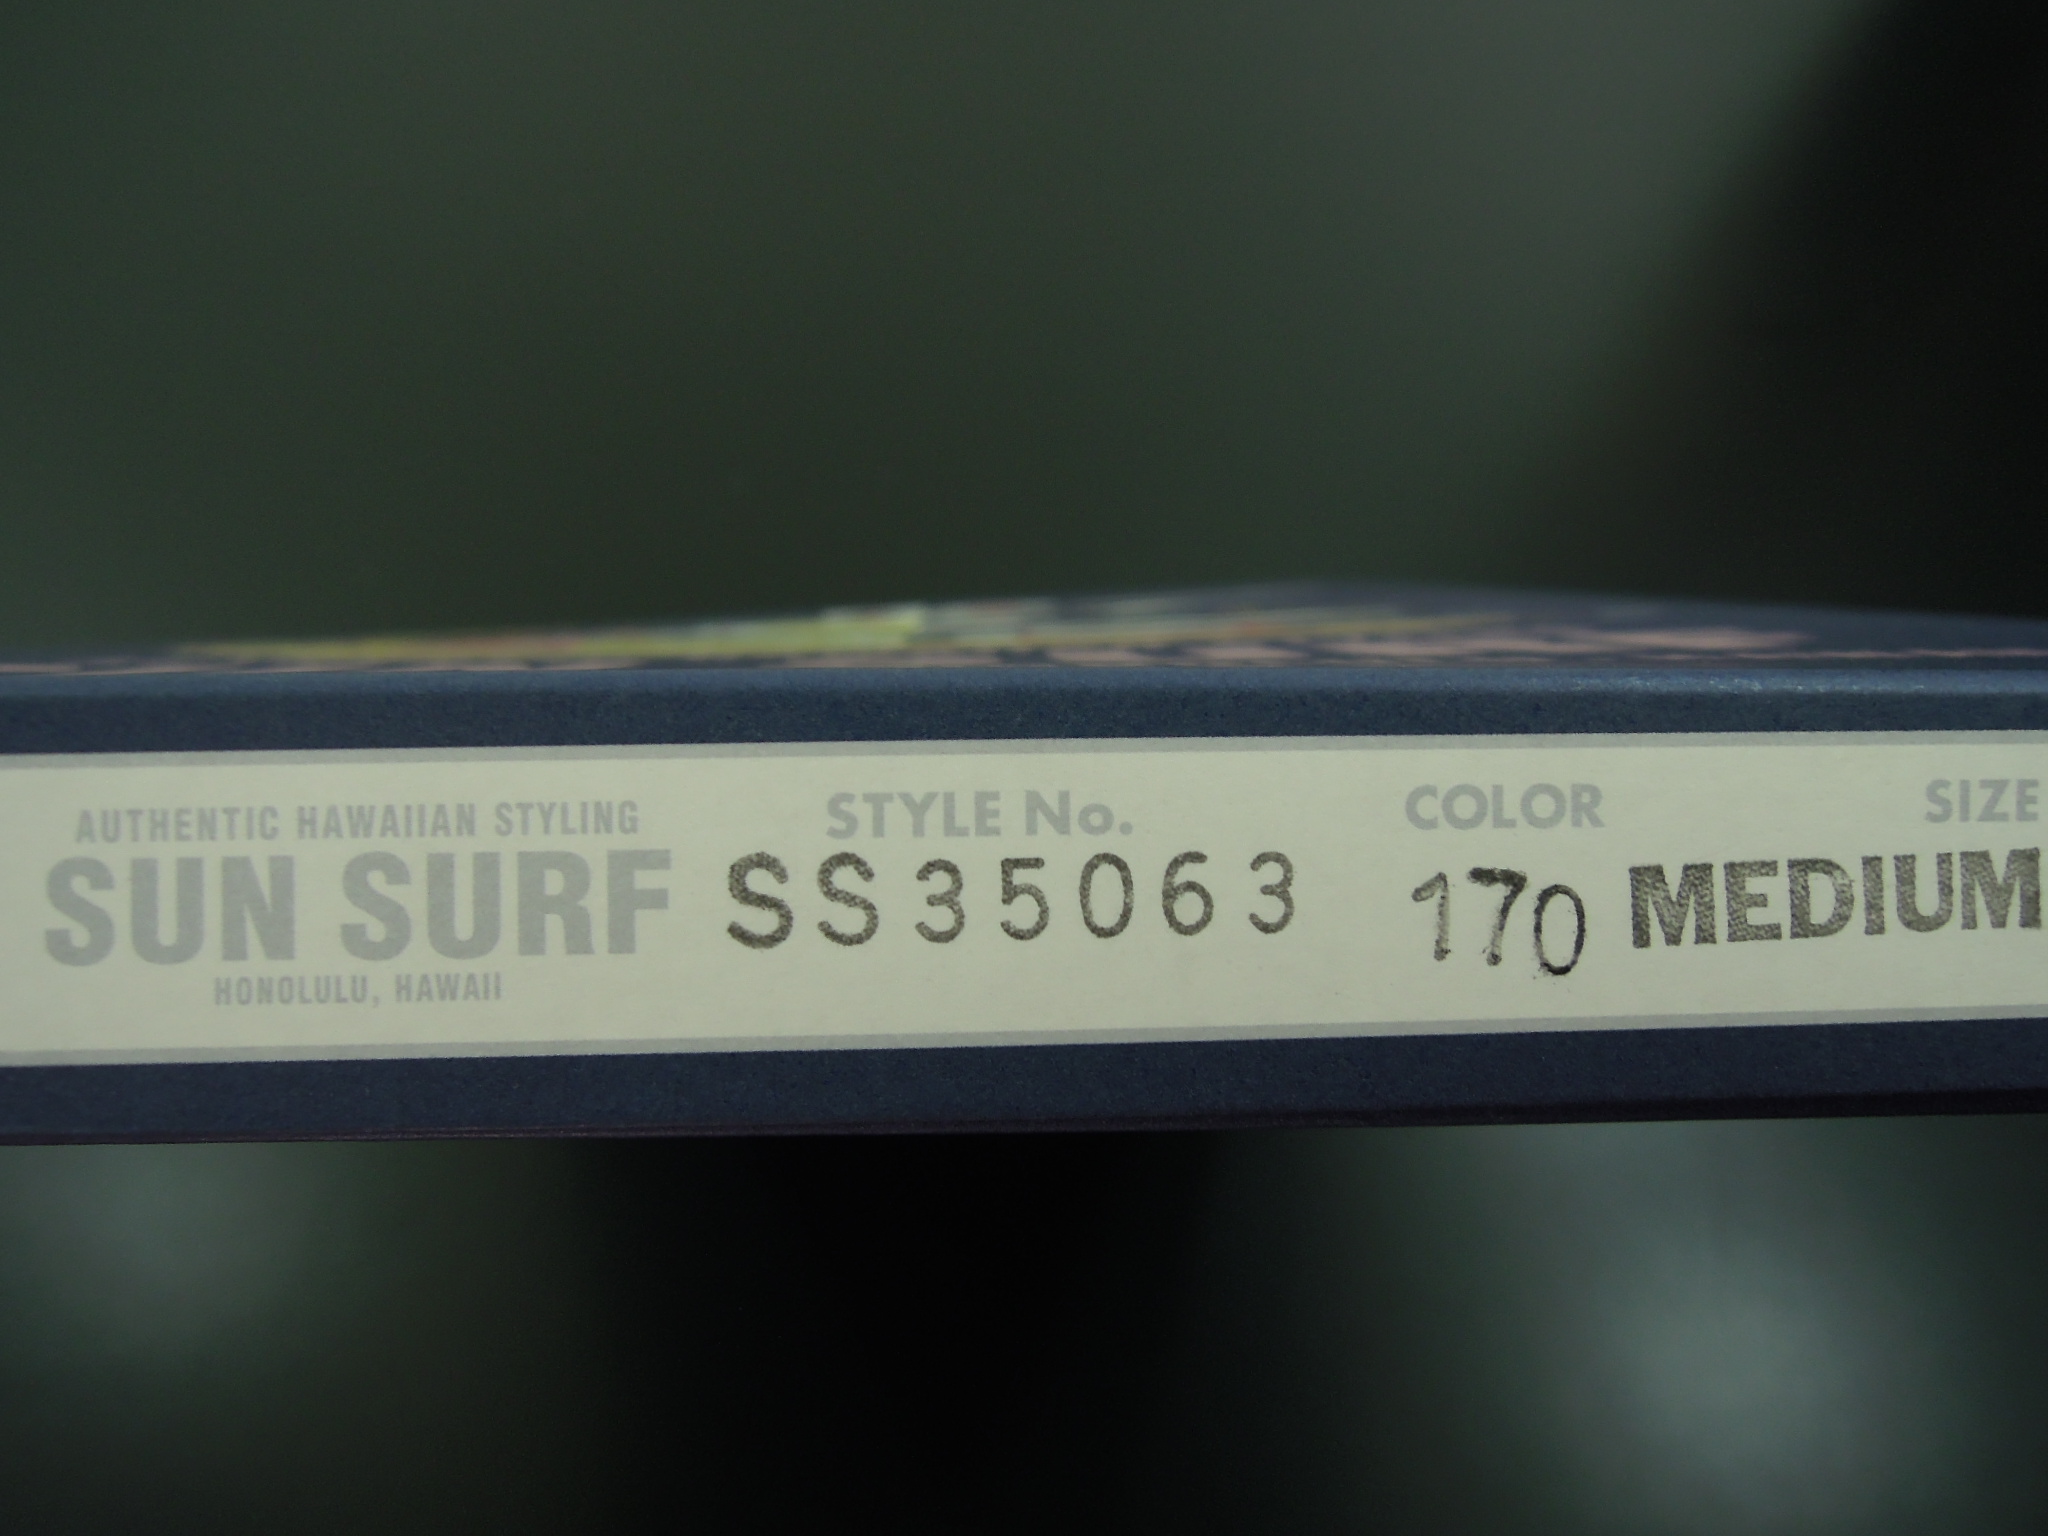 AUTHENTIC HAWAIIAN STYLING
SUN SURF
HONOLULU, HAWAII
STYLE No.
SS35063
COLOR
170
SIZE
MEDIUM